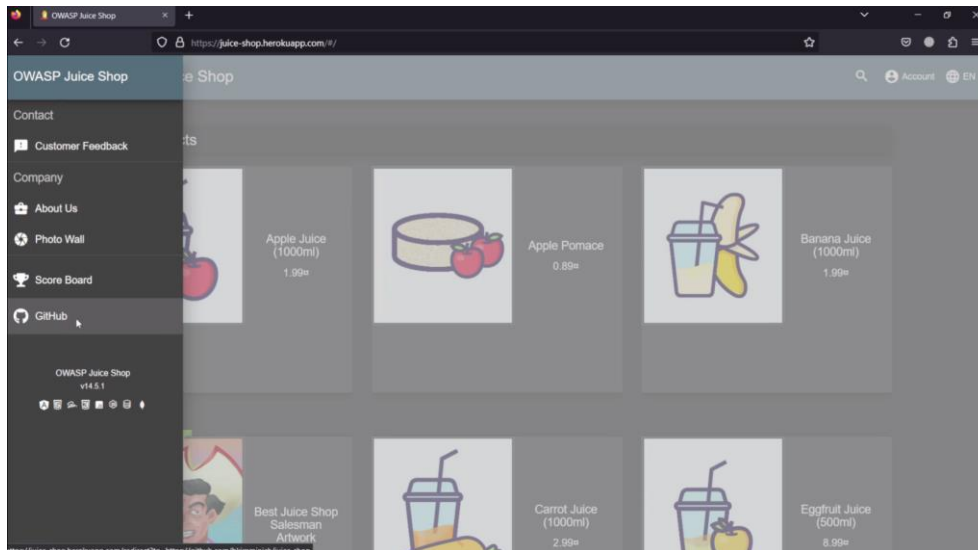 OWASP Juice Shop
https://juice-shop.herokuapp.com/#/
OWASP Juice Shop
e Shop
Account
EN
Contact
Customer Feedback
Company
About Us
Photo Wall
Score Board
GitHub
OWASP Juice Shop
v14.5.1
cts
Apple Juice
(1000ml)
1.99¤
Apple Pomace
0.89¤
Banana Juice
(1000ml)
1.99¤
Best Juice Shop
Salesman
Artwork
Carrot Juice
(1000ml)
2.99¤
Eggfruit Juice
(500ml)
8.99¤